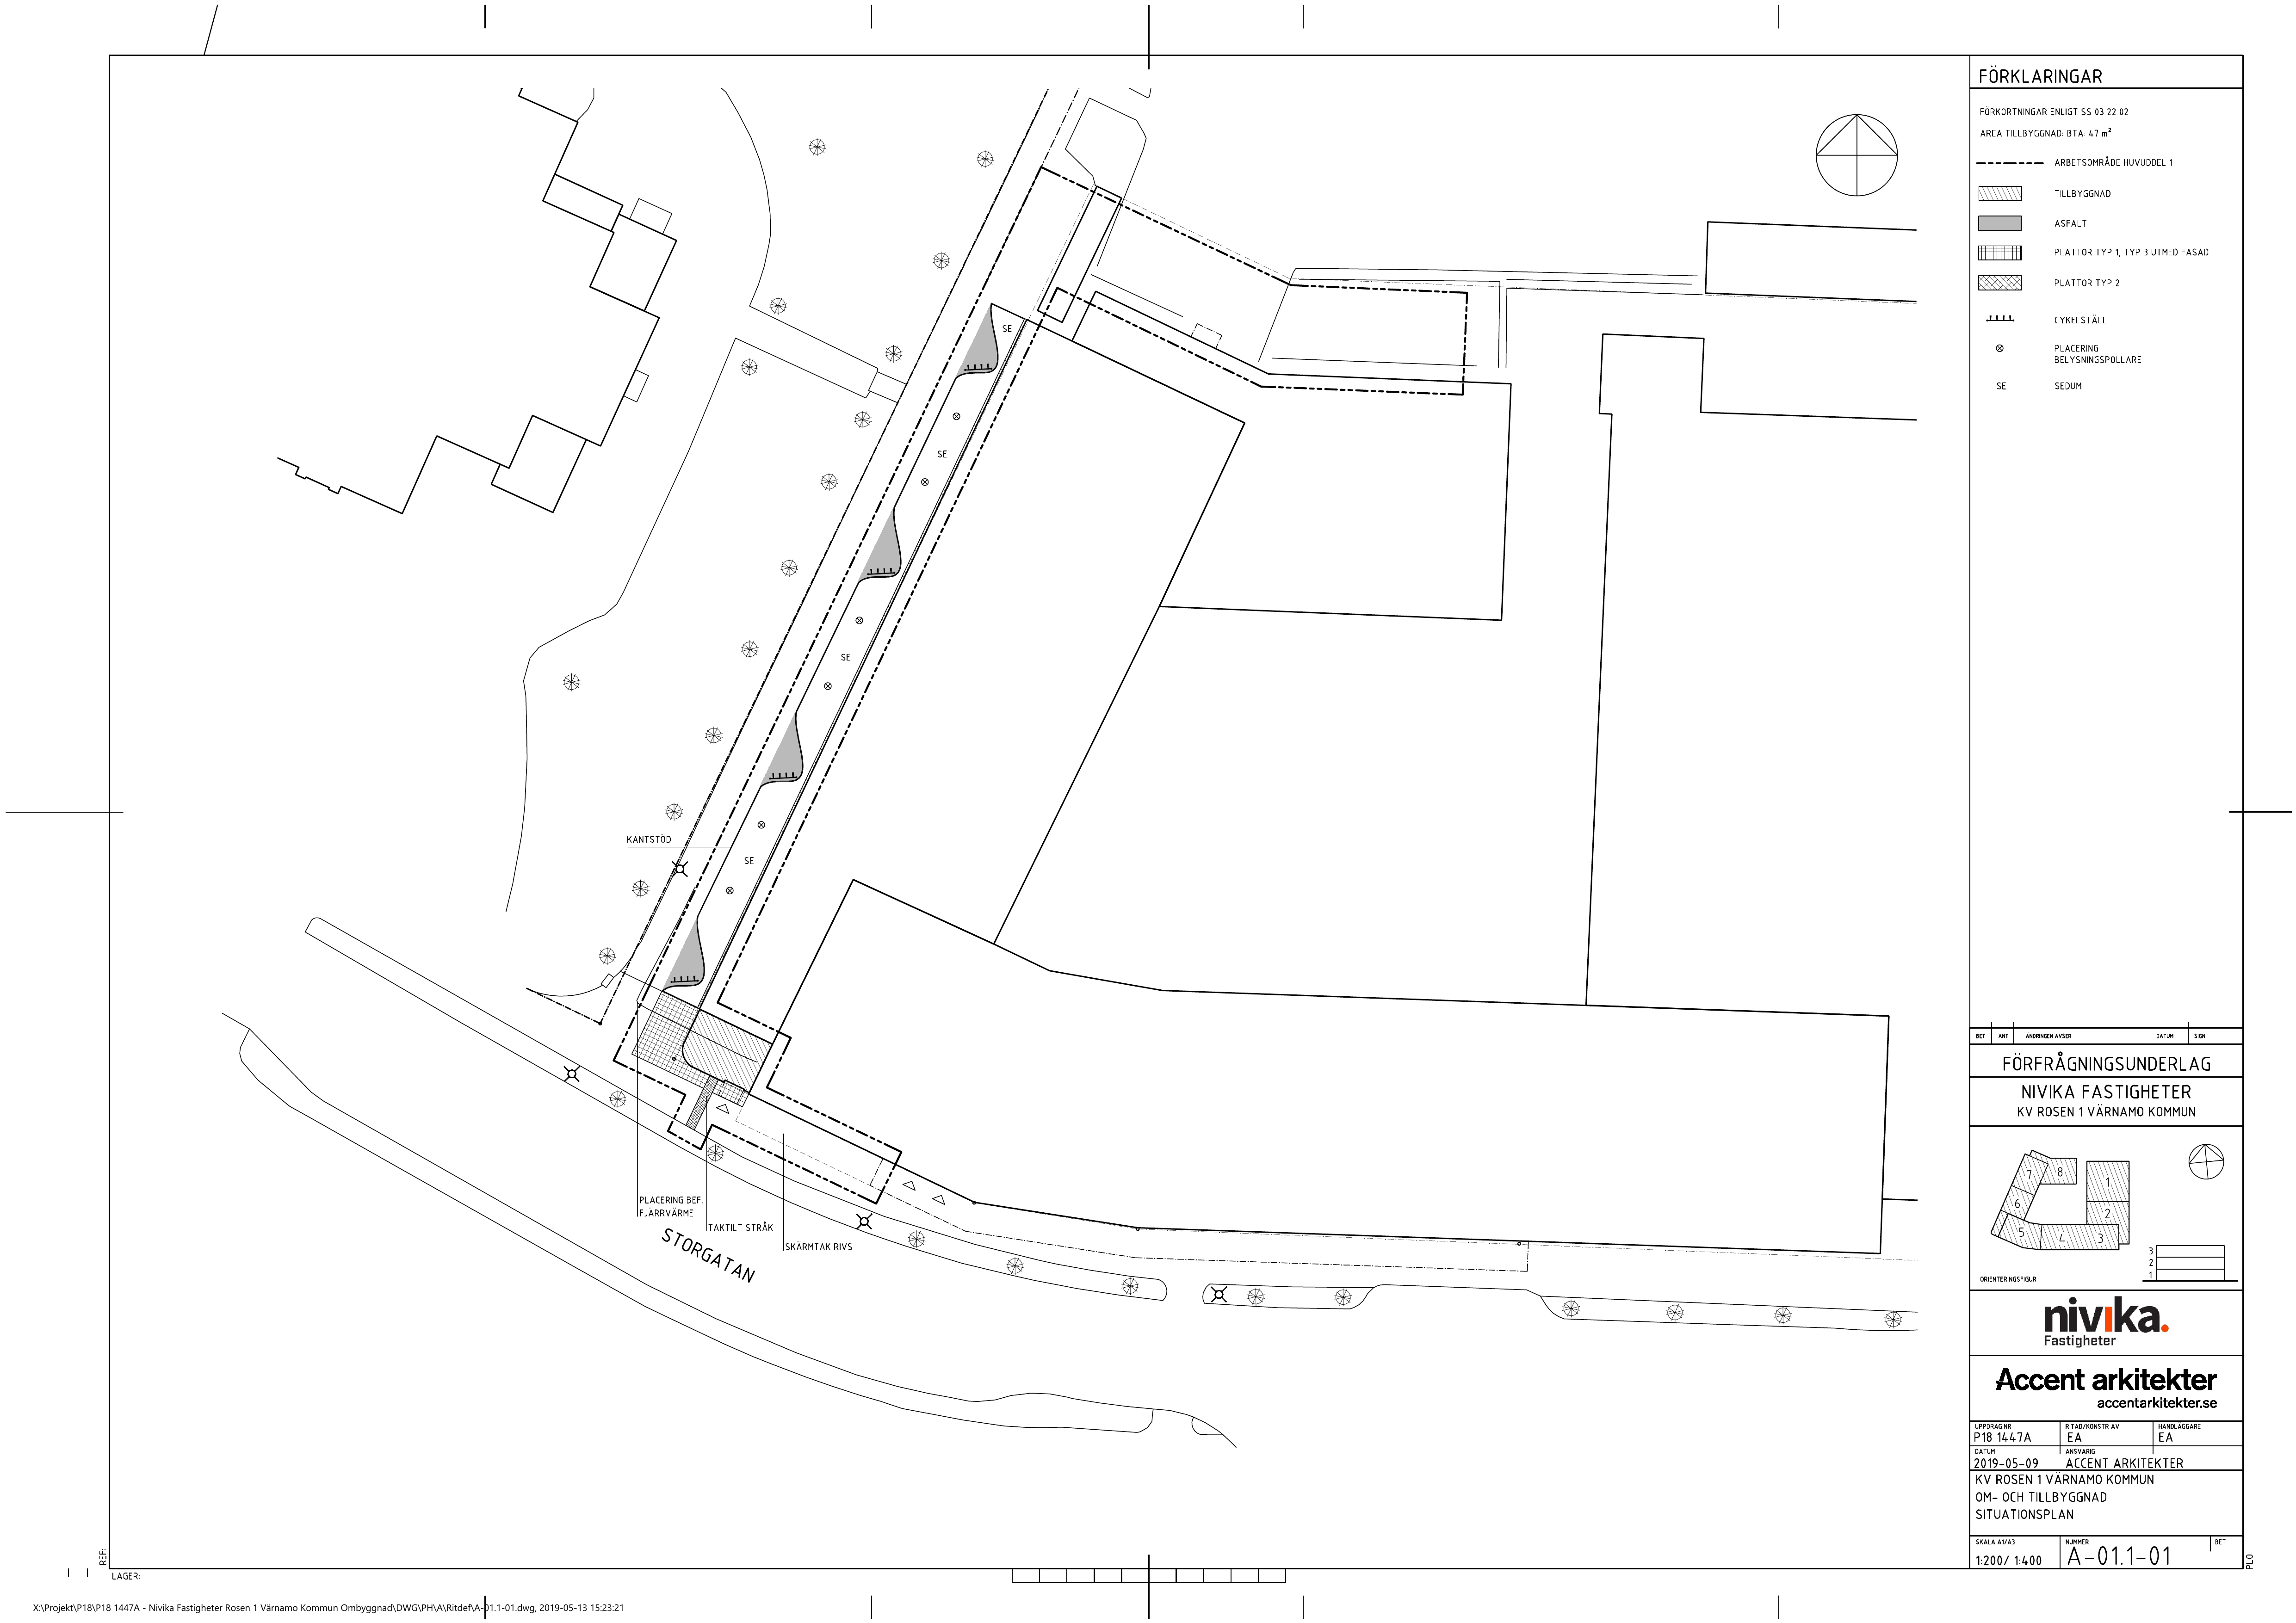 FÖRKLARINGAR
FÖRKORTNINGAR ENLIGT SS 03 22 02
AREA TILLBYGGNAD: BTA: 47 m²
ARBETSOMRÅDE HUVUDDEL 1
TILLBYGGNAD
ASFALT
PLATTOR TYP 1, TYP 3 UTMED FASAD
PLATTOR TYP 2
CYKELSTÄLL
PLACERING
BELYSNINGSPOLLARE
SE SEDUM
SE
SE
SE
SE
KANTSTÖD
PLACERING BEF.
FJÄRRVÄRME
TAKTILT STRÅK
SKÄRMTAK RIVS
STORGATAN
BET ANT ÄNDRINGEN AVSER DATUM SIGN
FÖRFRÅGNINGSUNDERLAG
NIVIKA FASTIGHETER
KV ROSEN 1 VÄRNAMO KOMMUN
7
8
1
6
2
5
4
3
3
2
1
ORIENTERINGSFIGUR
nivika.
Fastigheter
Accent arkitekter
accentarkitekter.se
UPPDRAG.NR RITAD/KONSTR AV HANDLÄGGARE
P18 1447A EA EA
DATUM ANSVARIG
2019-05-09 ACCENT ARKITEKTER
KV ROSEN 1 VÄRNAMO KOMMUN
OM- OCH TILLBYGGNAD
SITUATIONSPLAN
SKALA A1/A3 NUMMER BET
1:200/ 1:400 A-01.1-01
REF:
PLO:
LAGER:
X:\Projekt\P18\P18 1447A - Nivika Fastigheter Rosen 1 Värnamo Kommun Ombyggnad\DWG\PH\A\Ritdef\A-01.1-01.dwg, 2019-05-13 15:23:21